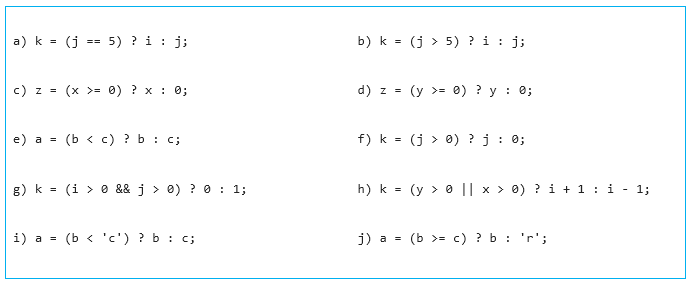 a) k = (j == 5) ? i : j; b) k = (j > 5) ? i : j;
c) z = (x >= 0) ? x : 0; d) z = (y >= 0) ? y : 0;
e) a = (b < c) ? b : c; f) k = (j > 0) ? j : 0;
g) k = (i > 0 && j > 0) ? 0 : 1; h) k = (y > 0 || x > 0) ? i + 1 : i - 1;
i) a = (b < 'c') ? b : c; j) a = (b >= c) ? b : 'r';